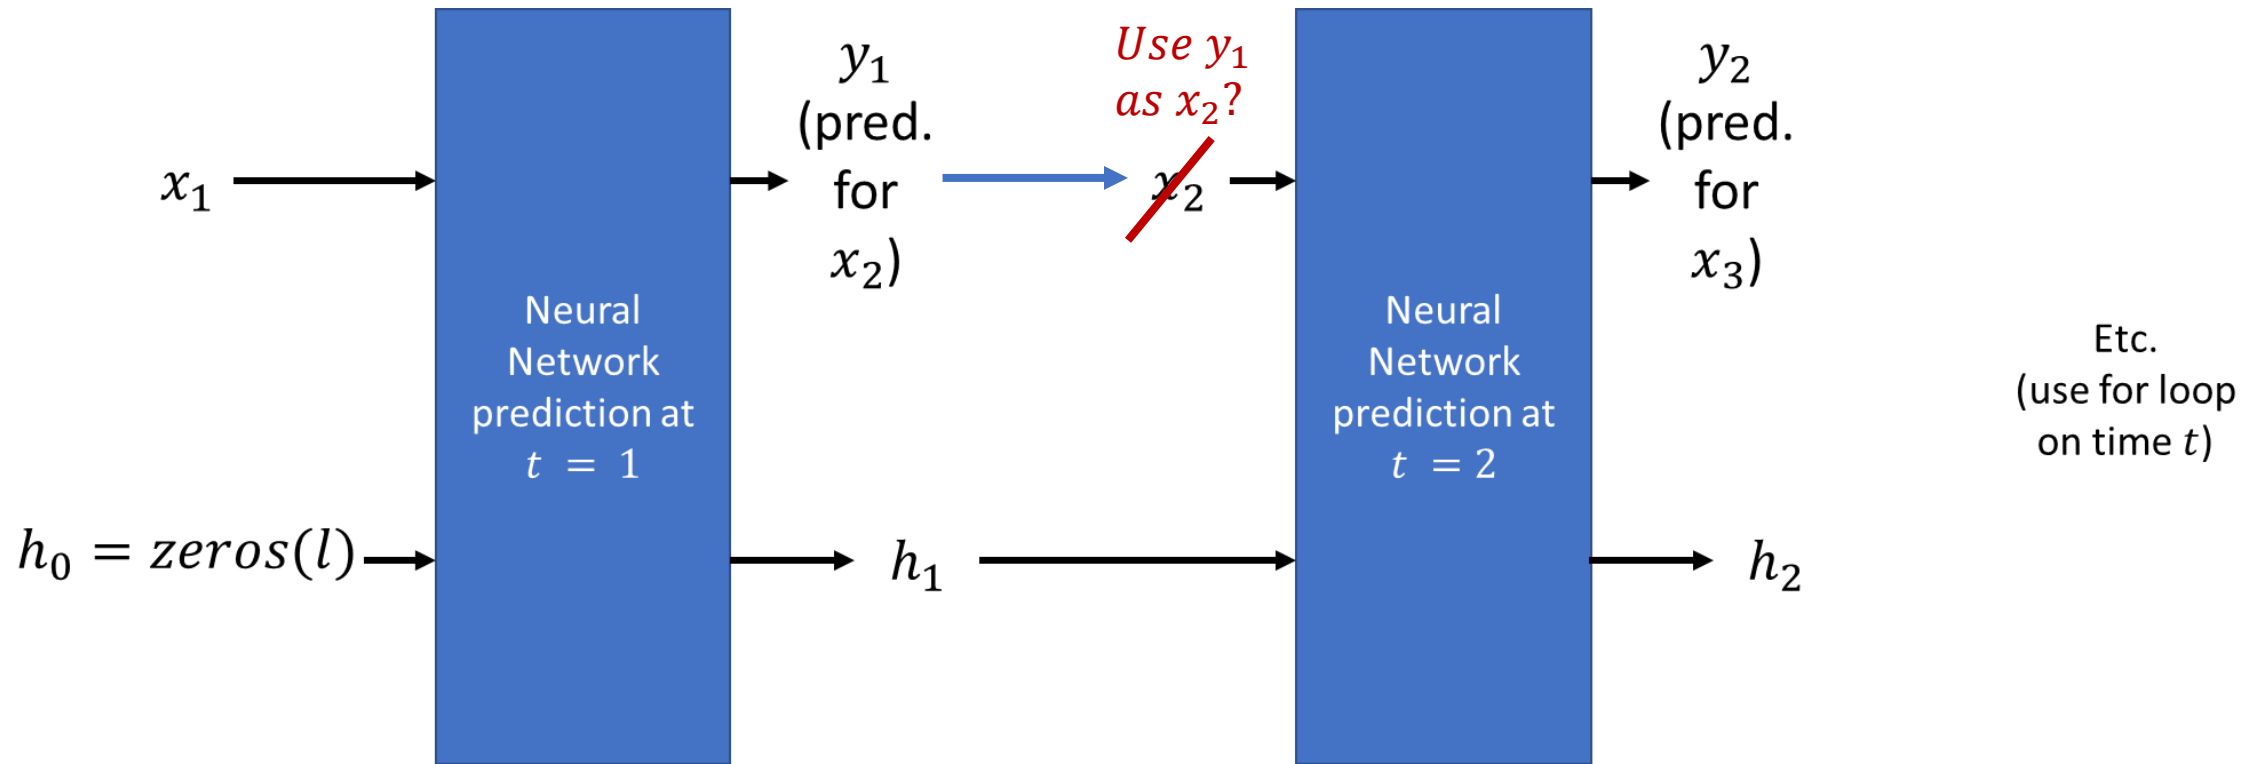 x₁
h₀ = zeros(l)
Neural
Network
prediction at
t = 1
y₁
(pred.
for
x₂)
h₁
Use y₁
as x₂?
x₂
Neural
Network
prediction at
t = 2
y₂
(pred.
for
x₃)
h₂
Etc.
(use for loop
on time t)